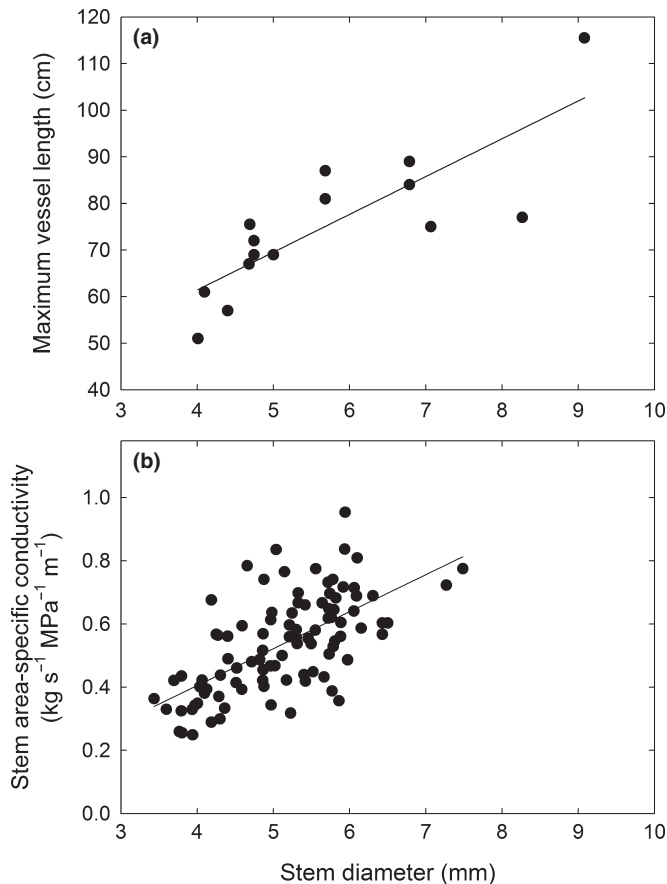 (a)
Maximum vessel length (cm)
120
110
100
90
80
70
60
50
40
3 4 5 6 7 8 9 10
(b)
Stem area-specific conductivity
(kg s⁻¹ MPa⁻¹ m⁻¹)
1.0
0.8
0.6
0.4
0.2
0.0
3 4 5 6 7 8 9 10
Stem diameter (mm)